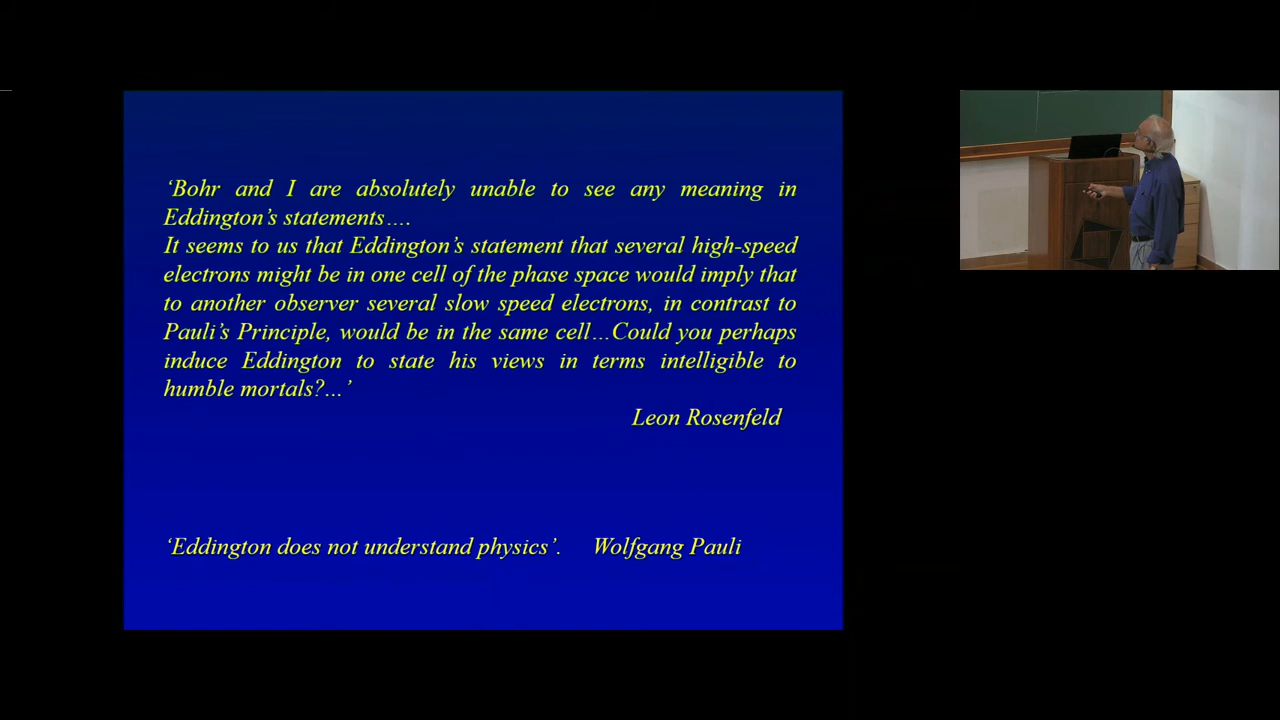 ‘Bohr and I are absolutely unable to see any meaning in
Eddington’s statements….
It seems to us that Eddington’s statement that several high-speed
electrons might be in one cell of the phase space would imply that
to another observer several slow speed electrons, in contrast to
Pauli’s Principle, would be in the same cell…Could you perhaps
induce Eddington to state his views in terms intelligible to
humble mortals?…’
Leon Rosenfeld
‘Eddington does not understand physics’. Wolfgang Pauli